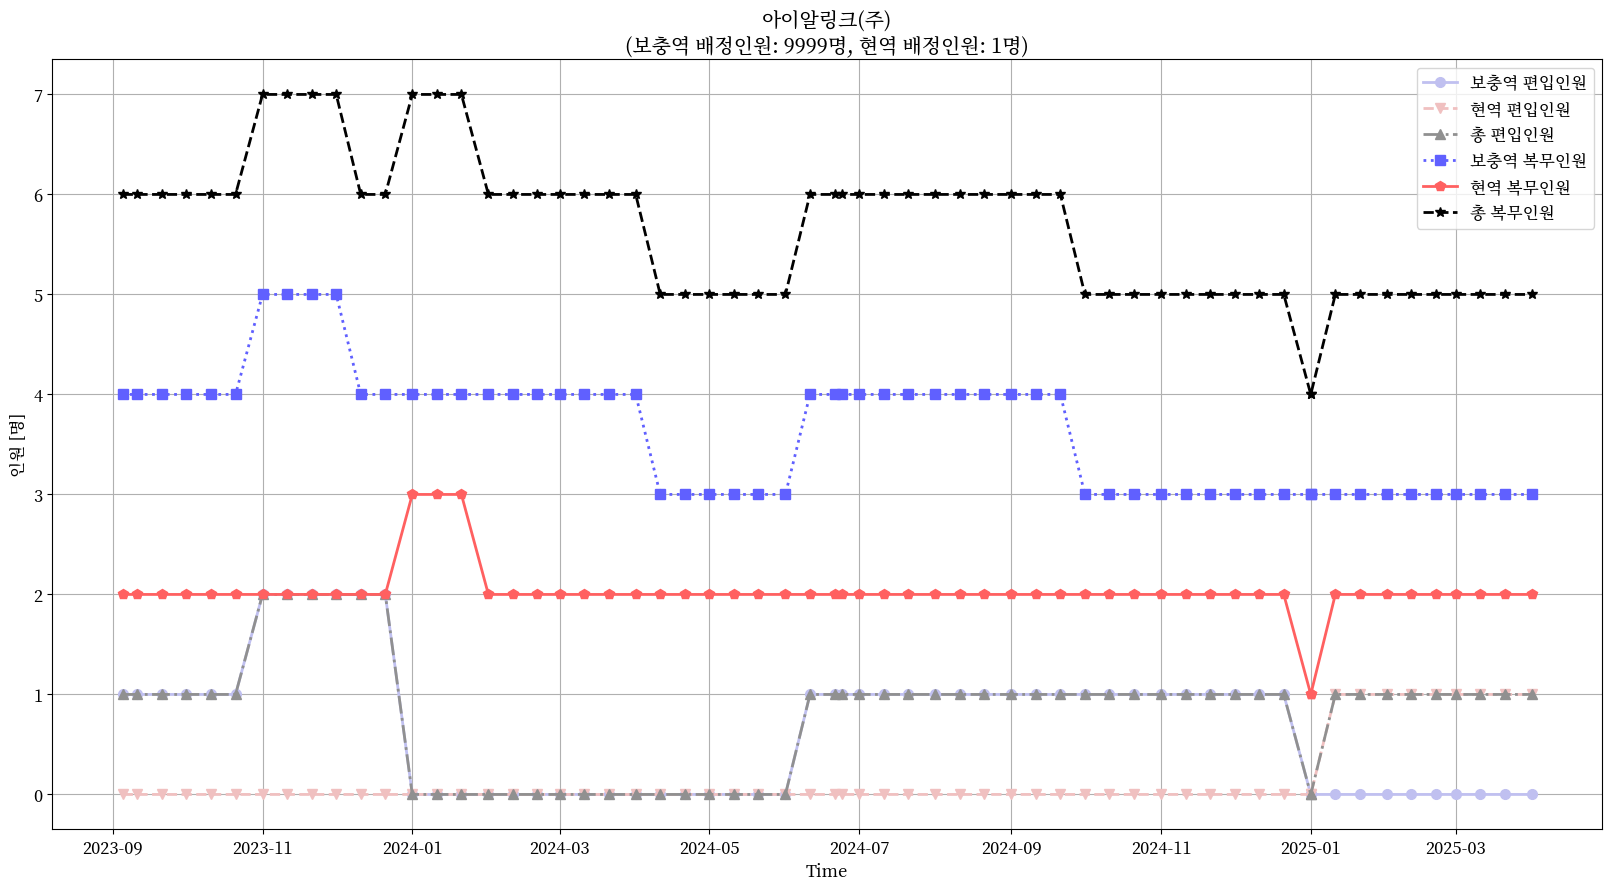 아이알링크(주)
(보충역 배정인원: 9999명, 현역 배정인원: 1명)
보충역 편입인원
현역 편입인원
총 편입인원
보충역 복무인원
현역 복무인원
총 복무인원
인원 [명]
7
6
5
4
3
2
1
0
2023-09 2023-11 2024-01 2024-03 2024-05 2024-07 2024-09 2024-11 2025-01 2025-03
Time